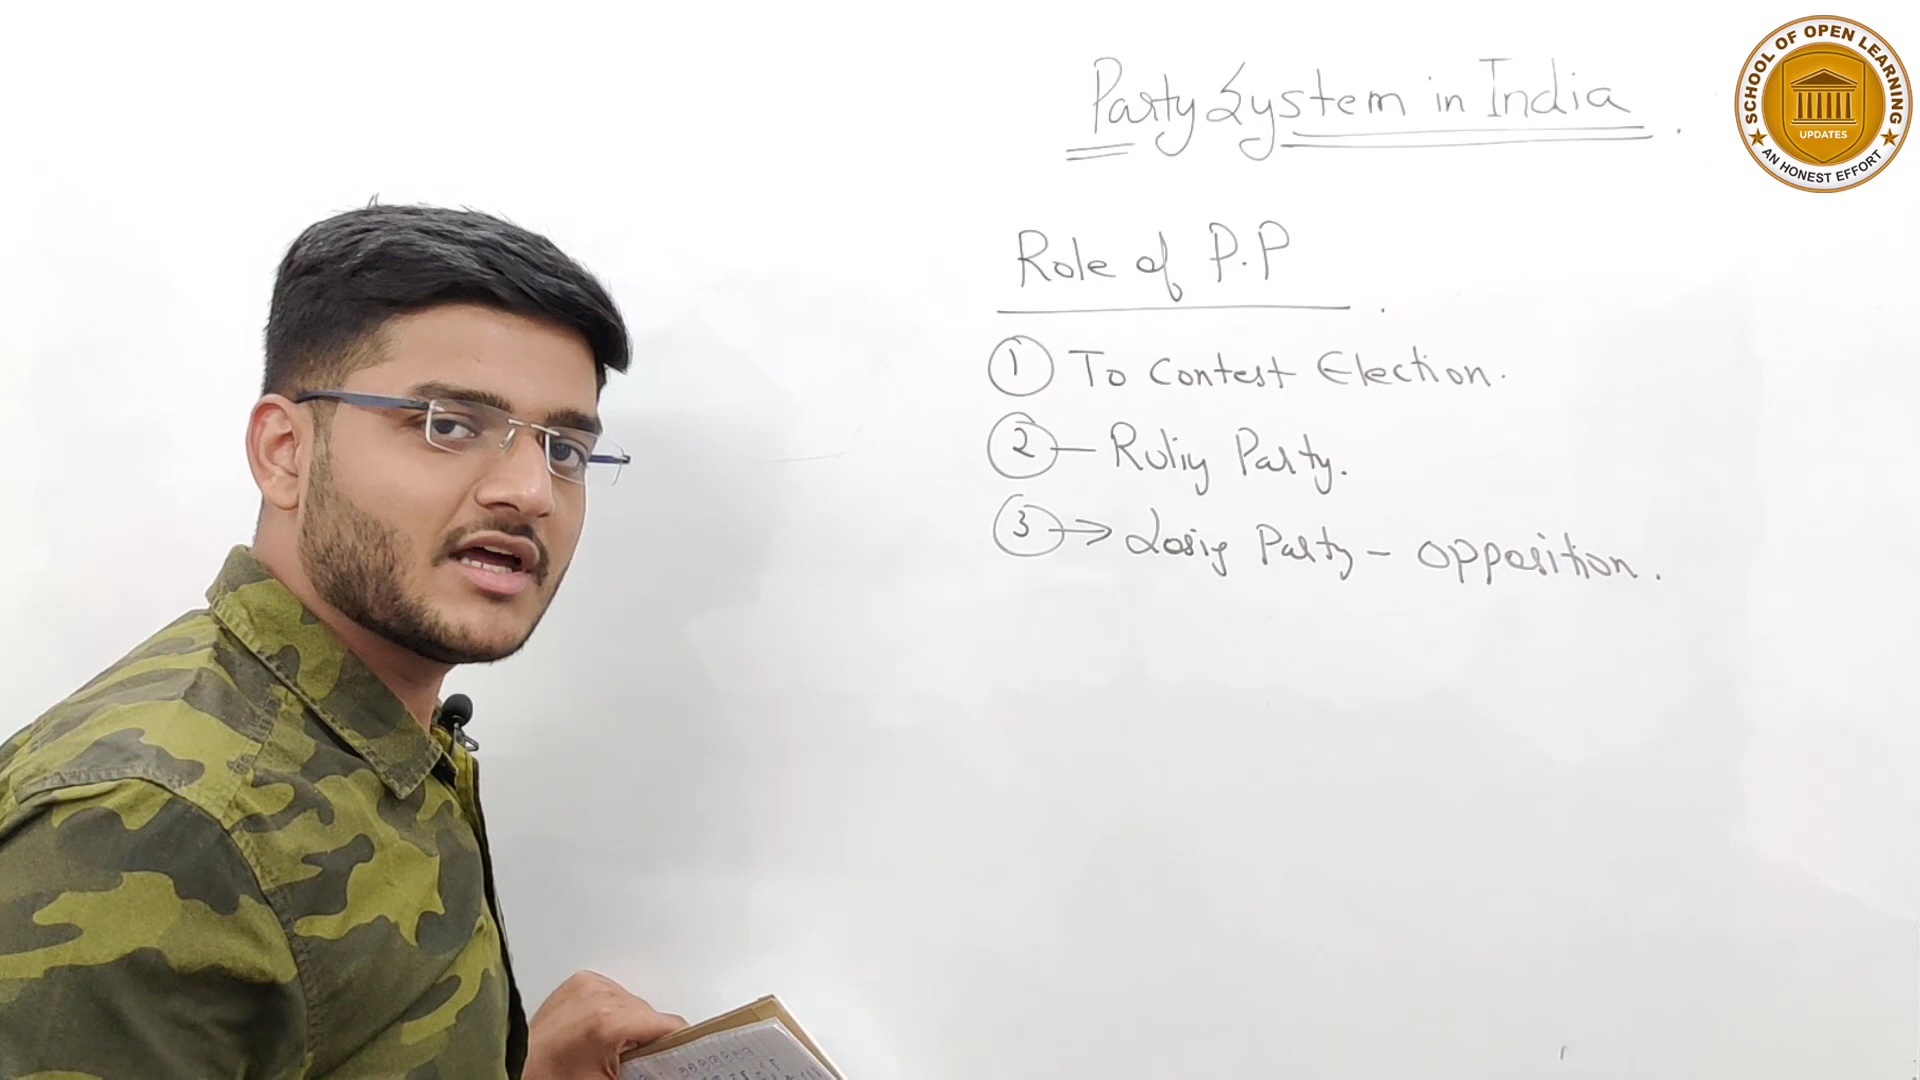 Party System in India
SCHOOL OF OPEN LEARNING
UPDATES
AN HONEST EFFORT
Role of P.P
1 To Contest Election.
2 — Ruling Party.
3 → Losing Party - Opposition.